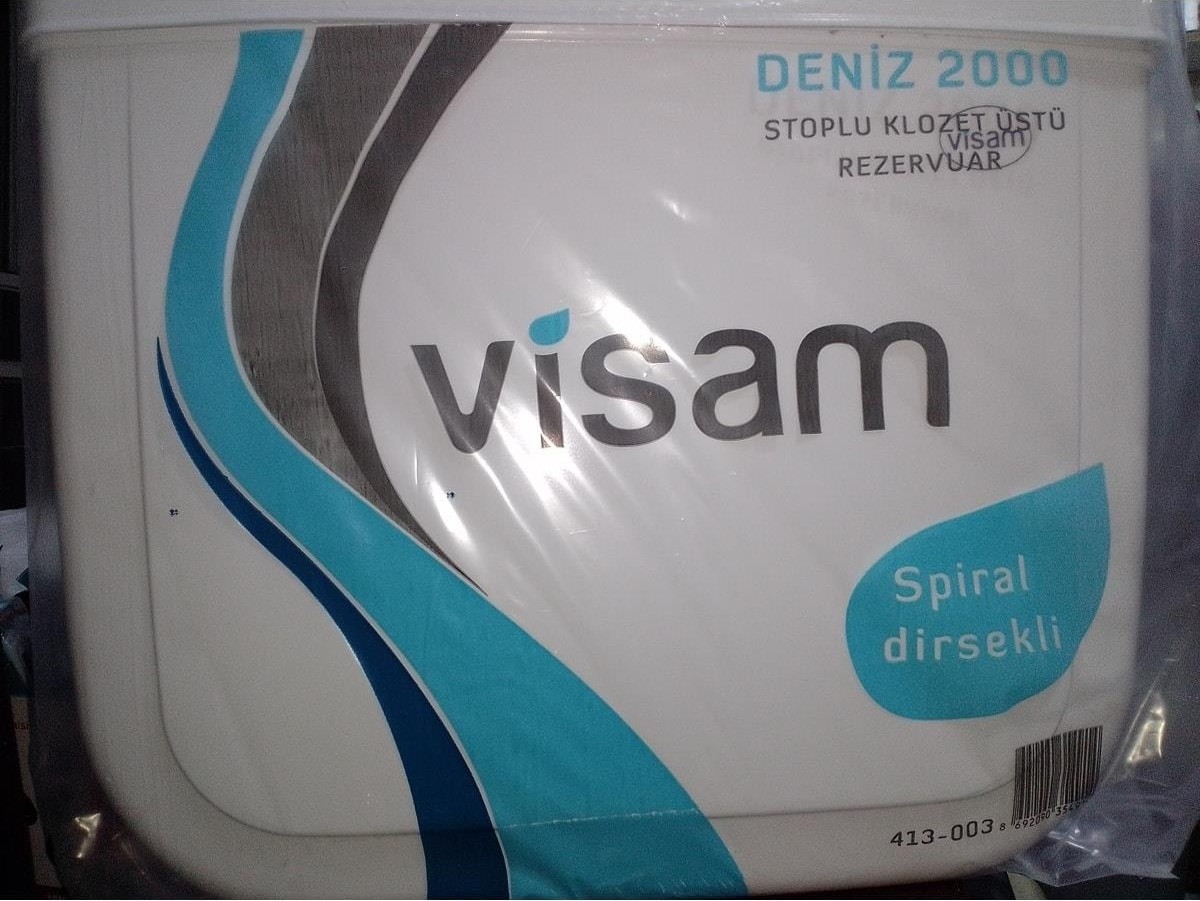 DENİZ 2000
STOPLU KLOZET ÜSTÜ
visam
REZERVUAR
visam
Spiral
dirsekli
413-003